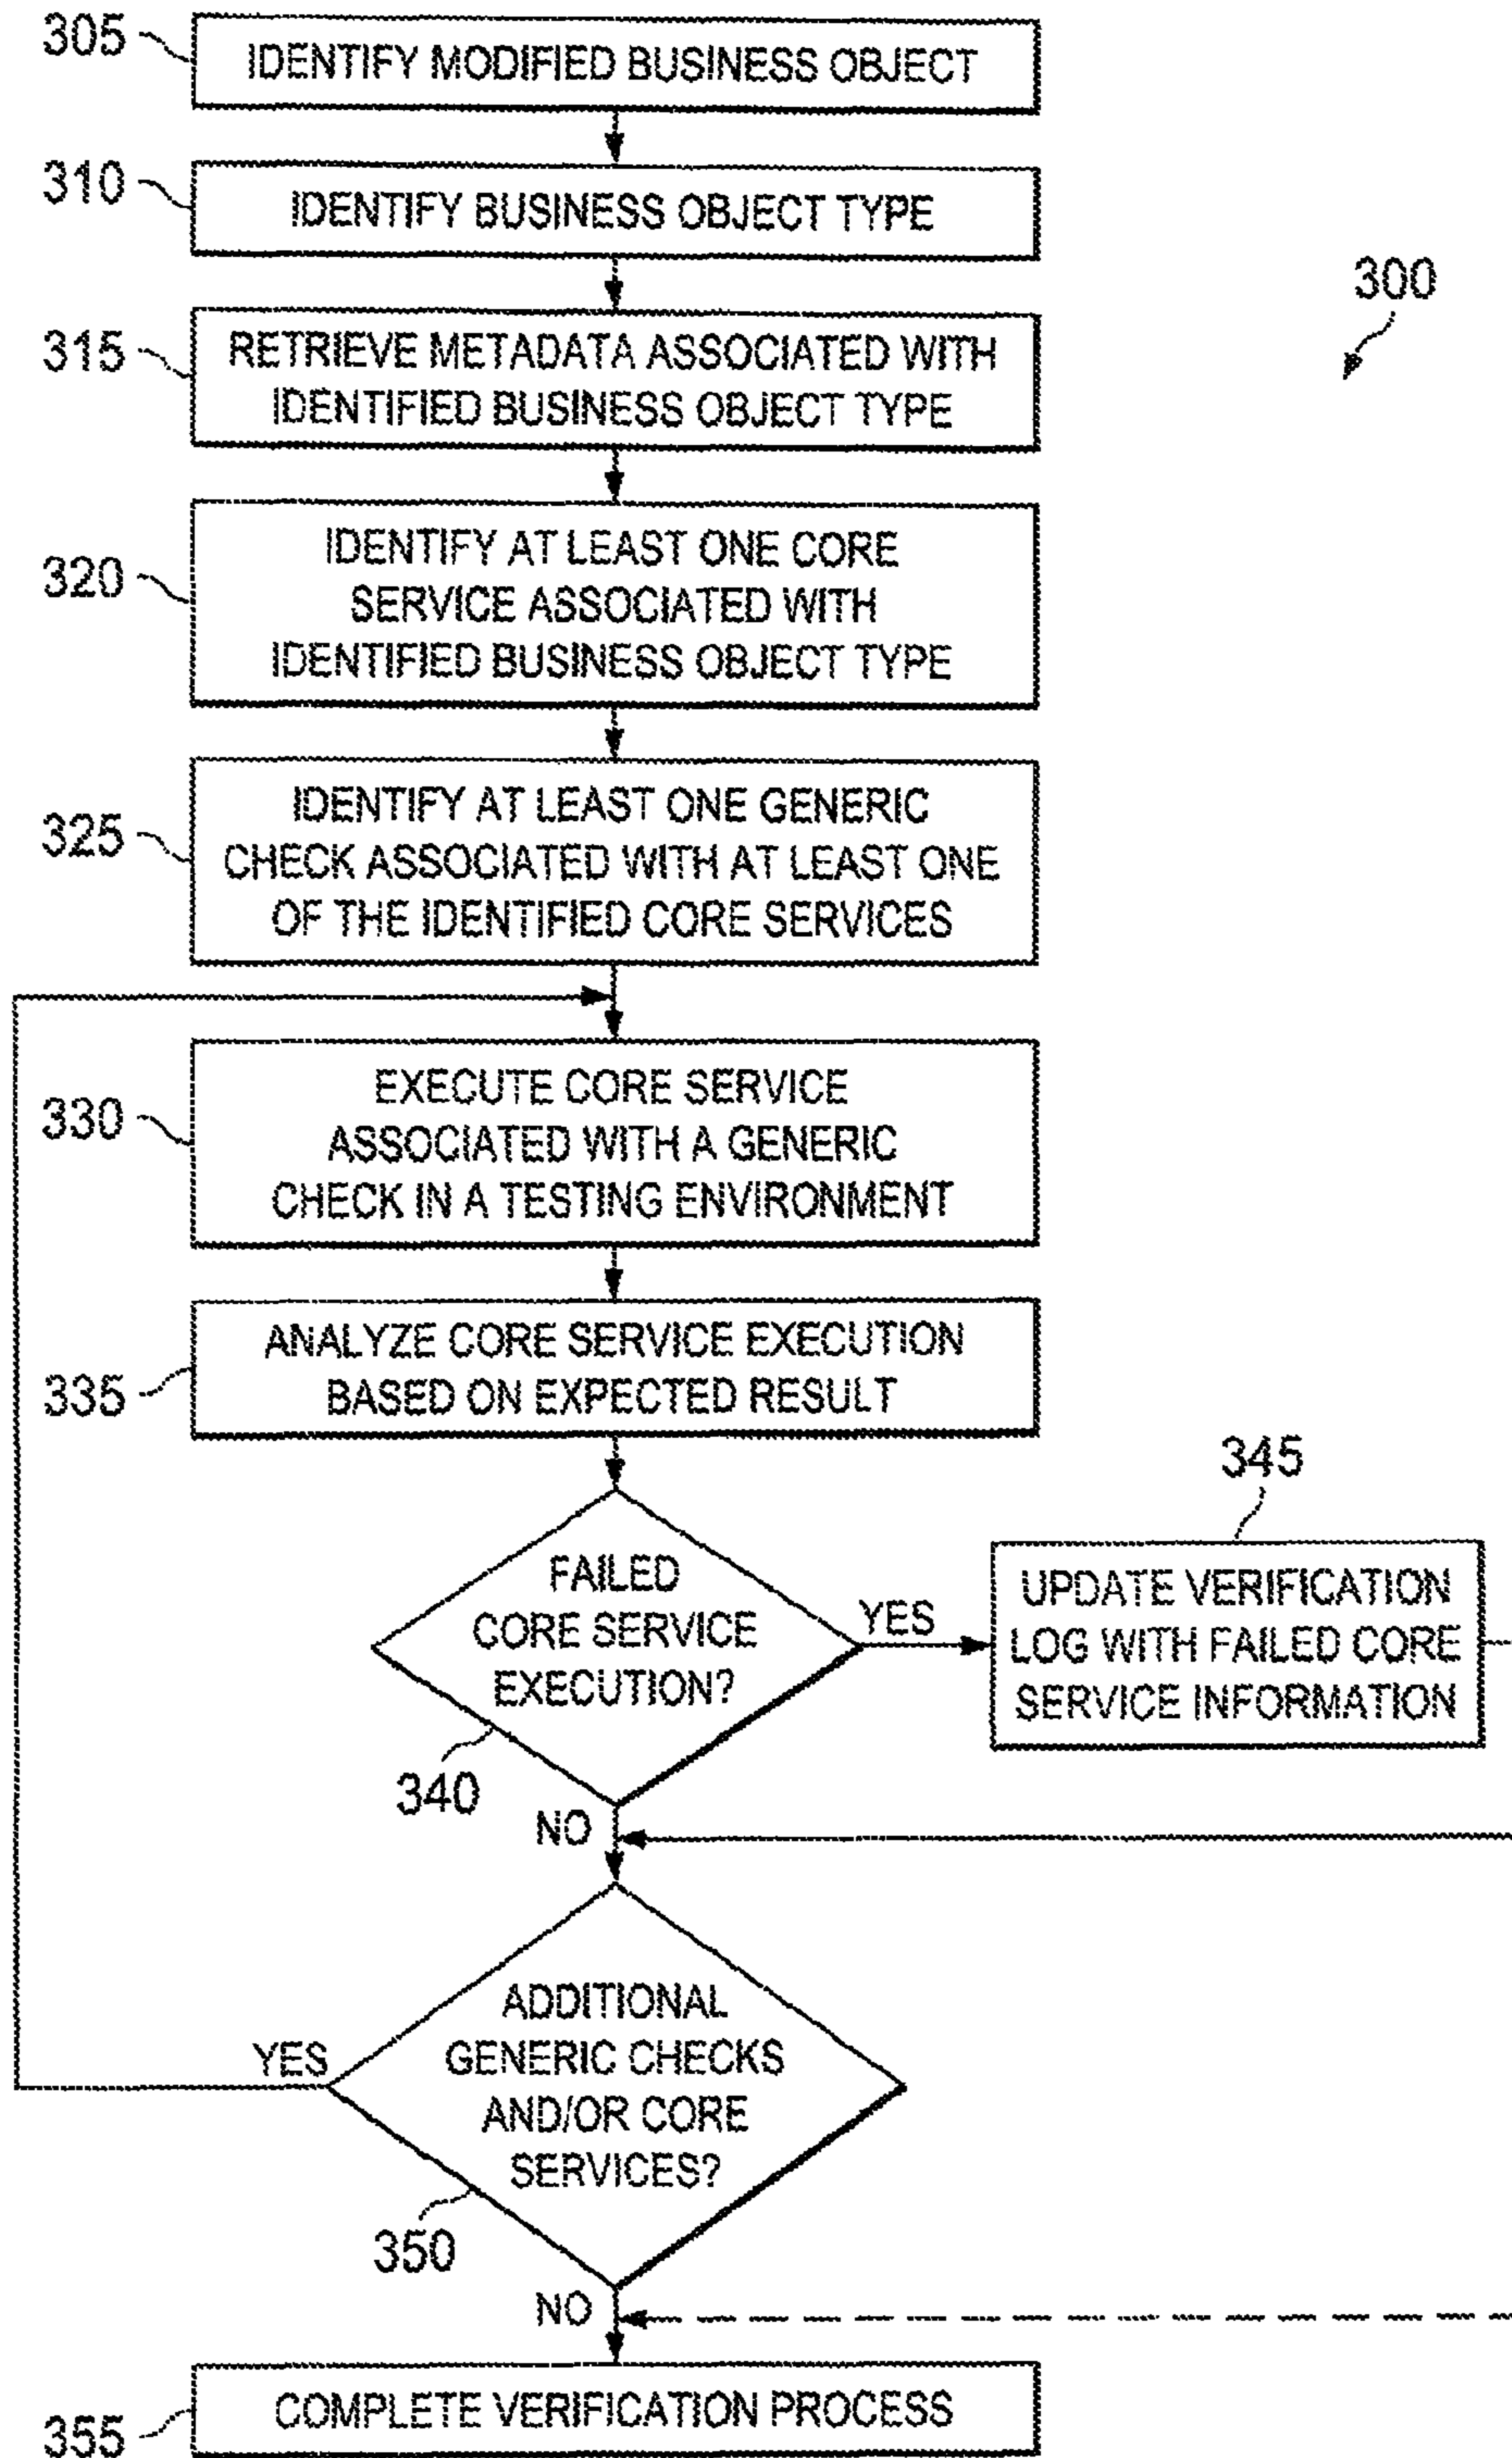 305
IDENTIFY MODIFIED BUSINESS OBJECT
310
IDENTIFY BUSINESS OBJECT TYPE
300
315
RETRIEVE METADATA ASSOCIATED WITH
IDENTIFIED BUSINESS OBJECT TYPE
320
IDENTIFY AT LEAST ONE CORE
SERVICE ASSOCIATED WITH
IDENTIFIED BUSINESS OBJECT TYPE
325
IDENTIFY AT LEAST ONE GENERIC
CHECK ASSOCIATED WITH AT LEAST ONE
OF THE IDENTIFIED CORE SERVICES
330
EXECUTE CORE SERVICE
ASSOCIATED WITH A GENERIC
CHECK IN A TESTING ENVIRONMENT
335
ANALYZE CORE SERVICE EXECUTION
BASED ON EXPECTED RESULT
FAILED
CORE SERVICE
EXECUTION?
340
YES
345
UPDATE VERIFICATION
LOG WITH FAILED CORE
SERVICE INFORMATION
NO
ADDITIONAL
GENERIC CHECKS
AND/OR CORE
SERVICES?
YES
350
NO
355
COMPLETE VERIFICATION PROCESS